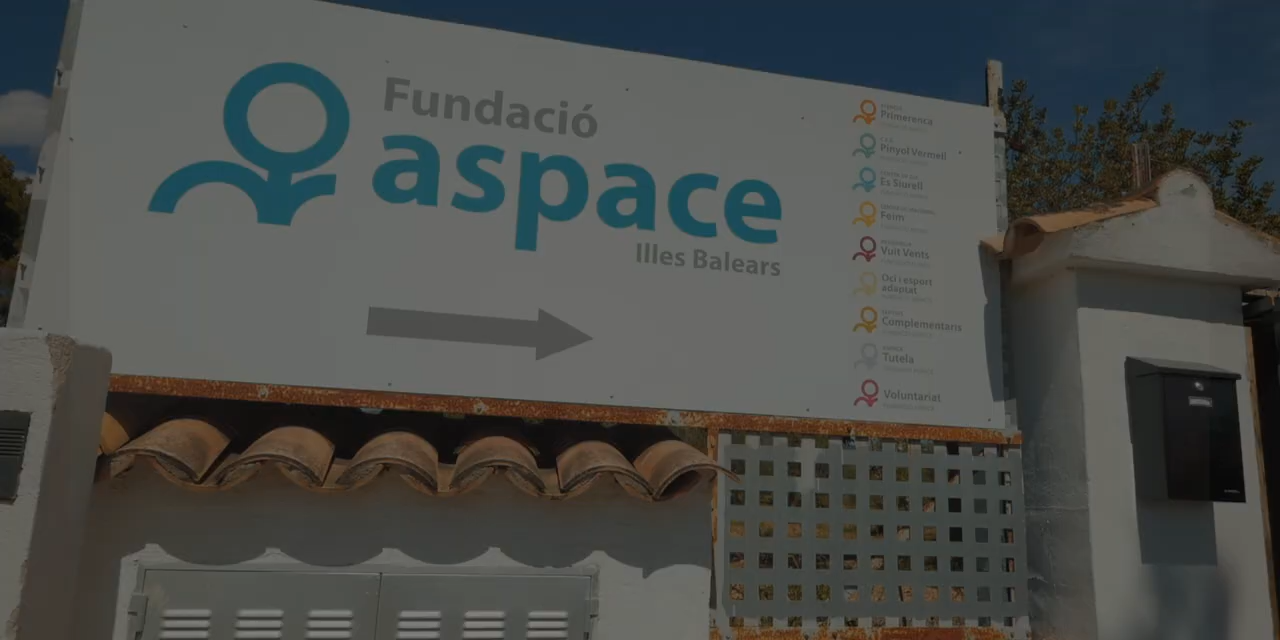 Fundació
aspace
Illes Balears
Primerenca
Pinyol Vermell
Es Siurell
Feim
Vuit Vents
Oci i esport
adaptat
Complementaris
Tutela
Voluntariat